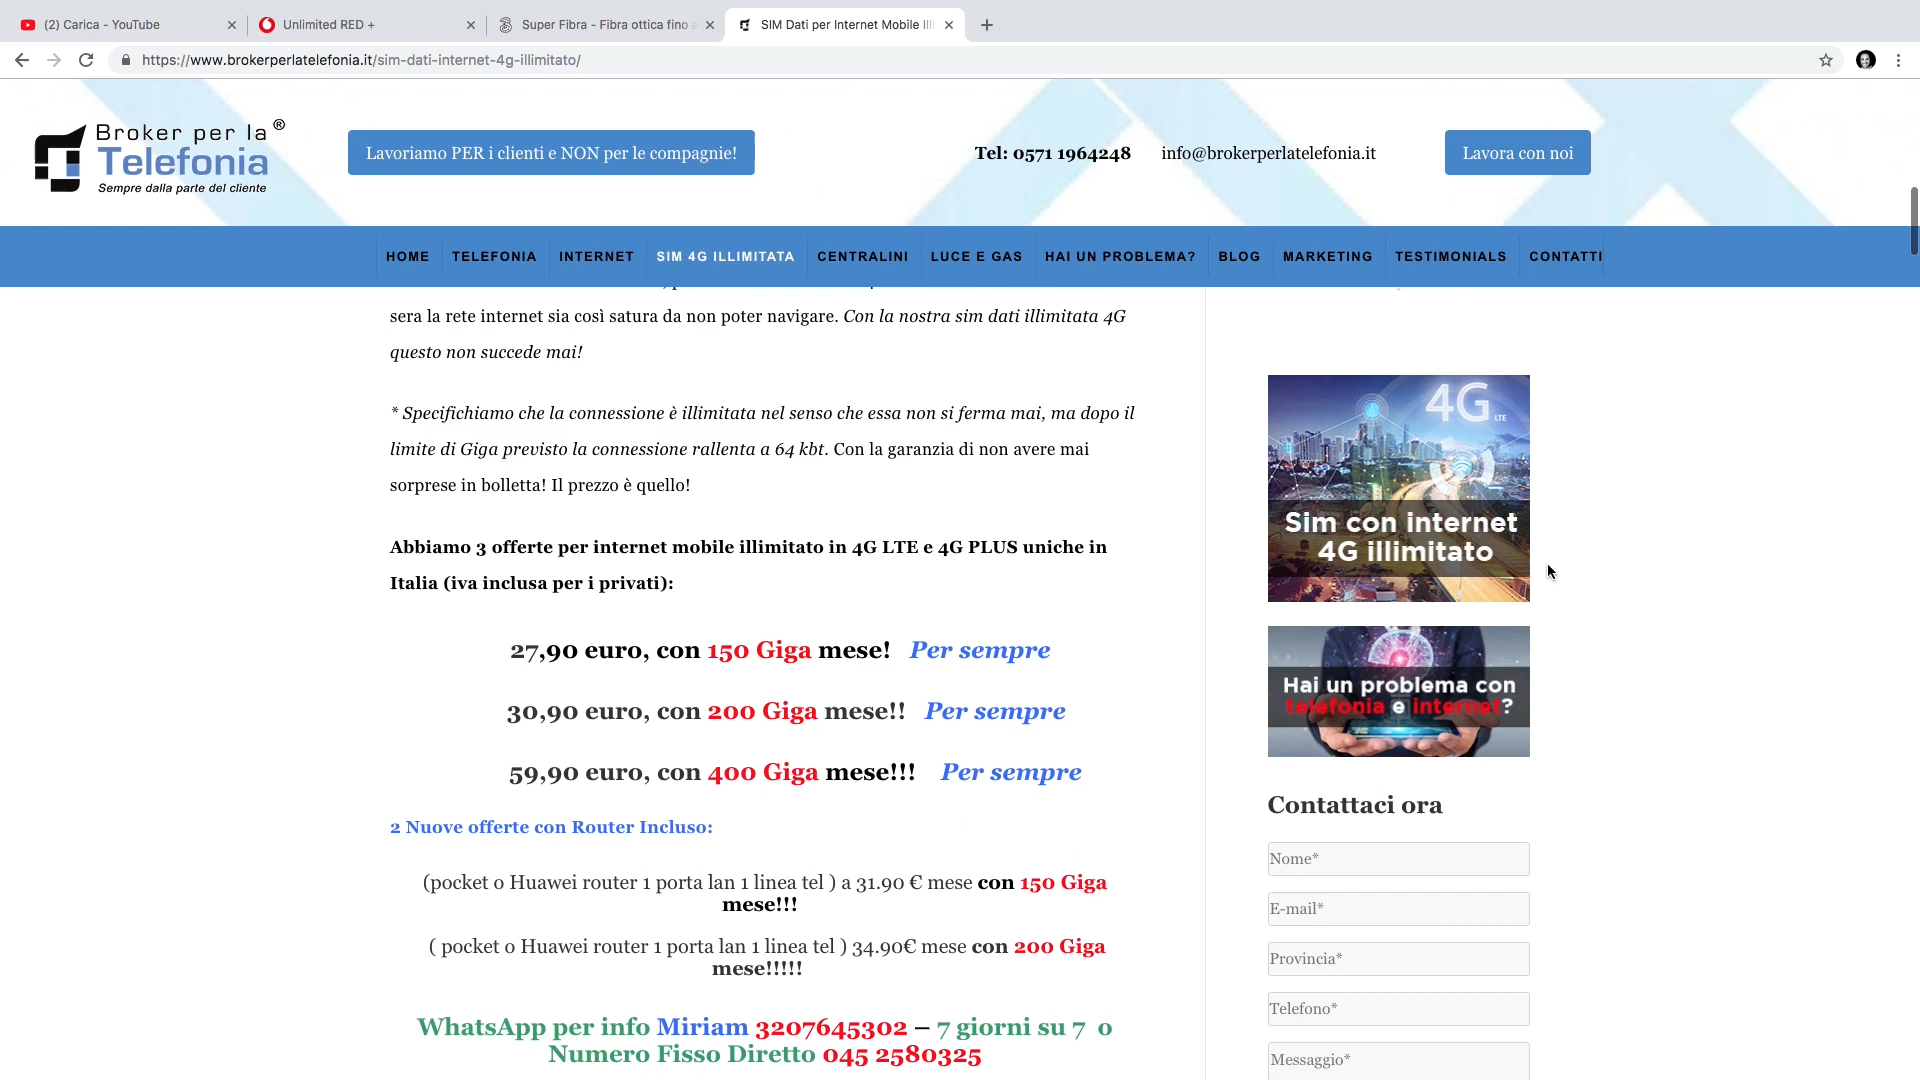 (2) Carica - YouTube
Unlimited RED +
Super Fibra - Fibra ottica fino a
SIM Dati per Internet Mobile Ill
https://www.brokerperlatelefonia.it/sim-dati-internet-4g-illimitato/
Broker per la ®
Telefonia
Sempre dalla parte del cliente
Lavoriamo PER i clienti e NON per le compagnie!
Tel: 0571 1964248
info@brokerperlatelefonia.it
Lavora con noi
HOME TELEFONIA INTERNET SIM 4G ILLIMITATA CENTRALINI LUCE E GAS HAI UN PROBLEMA? BLOG MARKETING TESTIMONIALS CONTATTI
sera la rete internet sia così satura da non poter navigare. Con la nostra sim dati illimitata 4G
questo non succede mai!
* Specifichiamo che la connessione è illimitata nel senso che essa non si ferma mai, ma dopo il
limite di Giga previsto la connessione rallenta a 64 kbt. Con la garanzia di non avere mai
sorprese in bolletta! Il prezzo è quello!
Abbiamo 3 offerte per internet mobile illimitato in 4G LTE e 4G PLUS uniche in
Italia (iva inclusa per i privati):
27,90 euro, con 150 Giga mese! Per sempre
30,90 euro, con 200 Giga mese!! Per sempre
59,90 euro, con 400 Giga mese!!! Per sempre
2 Nuove offerte con Router Incluso:
(pocket o Huawei router 1 porta lan 1 linea tel ) a 31.90 € mese con 150 Giga
mese!!!
( pocket o Huawei router 1 porta lan 1 linea tel ) 34.90€ mese con 200 Giga
mese!!!!!
WhatsApp per info Miriam 3207645302 – 7 giorni su 7 o
Numero Fisso Diretto 045 2580325
4G LTE
Sim con internet
4G illimitato
Hai un problema con
telefonia e internet?
Contattaci ora
Nome*
E-mail*
Provincia*
Telefono*
Messaggio*